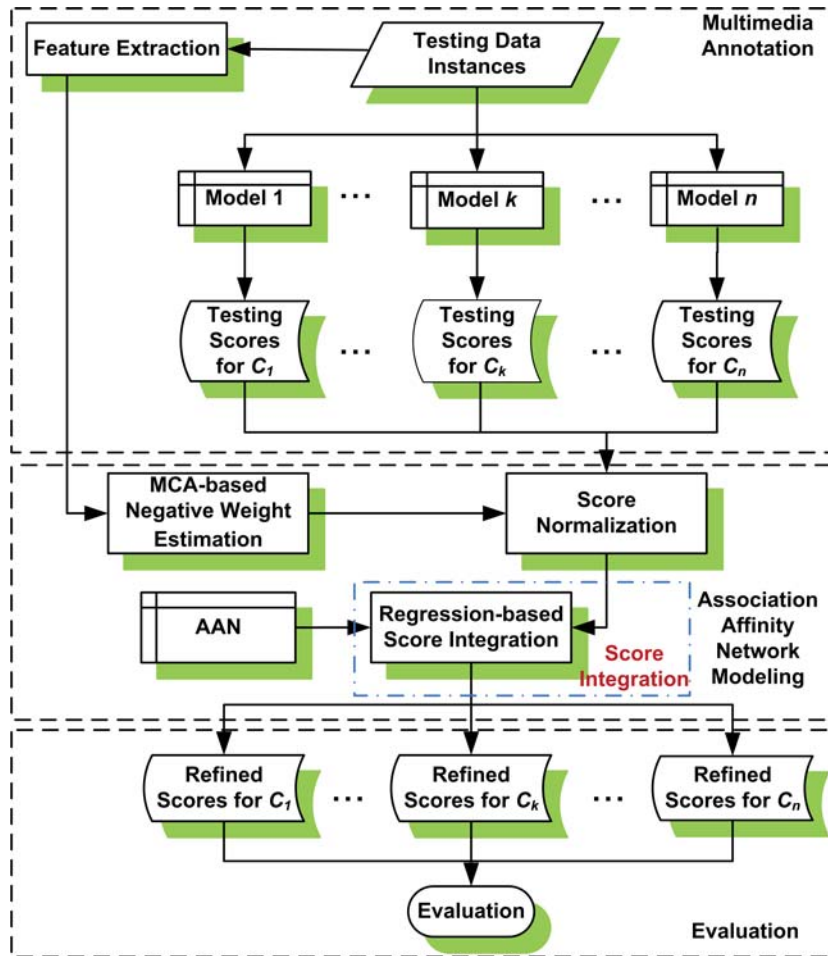 Feature Extraction
Testing Data
Instances
Multimedia
Annotation
Model 1
...
Model k
...
Model n
Testing
Scores
for C1
...
Testing
Scores
for Ck
...
Testing
Scores
for Cn
MCA-based
Negative Weight
Estimation
Score
Normalization
AAN
Regression-based
Score Integration
Score
Integration
Association
Affinity
Network
Modeling
Refined
Scores for C1
...
Refined
Scores for Ck
...
Refined
Scores for Cn
Evaluation
Evaluation